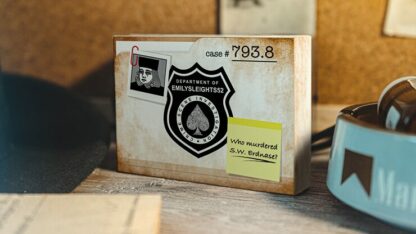 case # 793.8
DEPARTMENT OF
EMILYSLEIGHTS52
Who murdered
S.W. Erdnase?
Ma